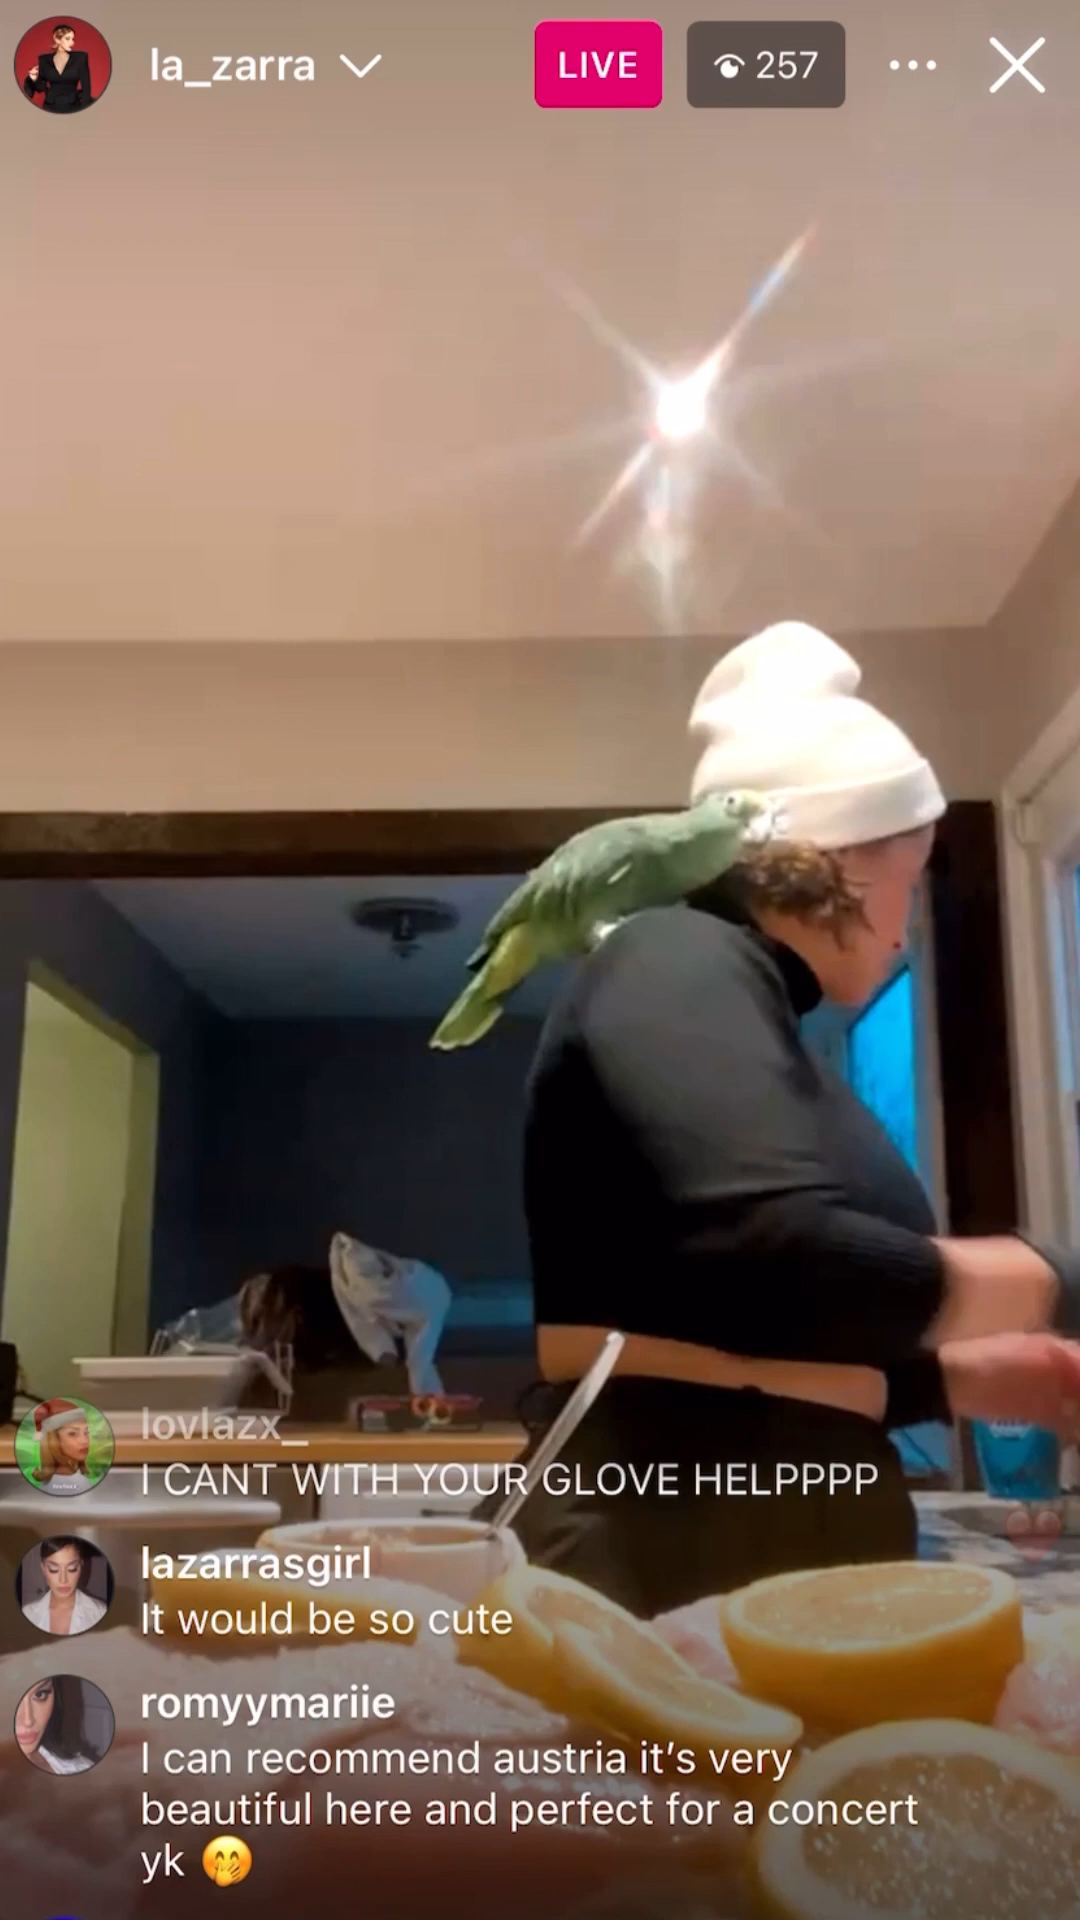 la_zarra
LIVE
257
lovlazx_
I CANT WITH YOUR GLOVE HELPPPP
lazarrasgirl
It would be so cute
romyymariie
I can recommend austria it's very
beautiful here and perfect for a concert
yk 🤭